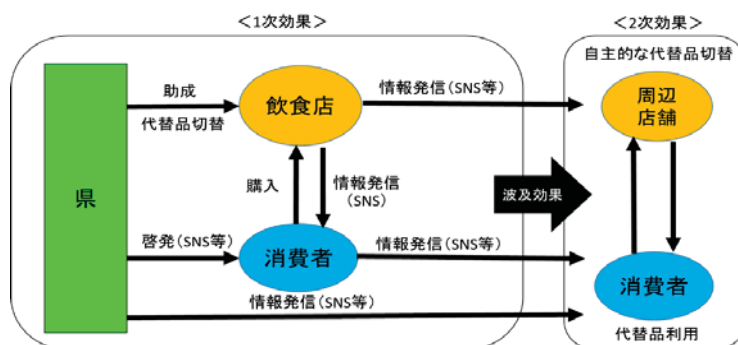 ＜1次効果＞
＜2次効果＞
自主的な代替品切替
県
助成
代替品切替
飲食店
情報発信（SNS等）
周辺
店舗
購入
情報発信
（SNS）
波及効果
啓発（SNS等）
消費者
情報発信（SNS等）
情報発信（SNS等）
消費者
代替品利用